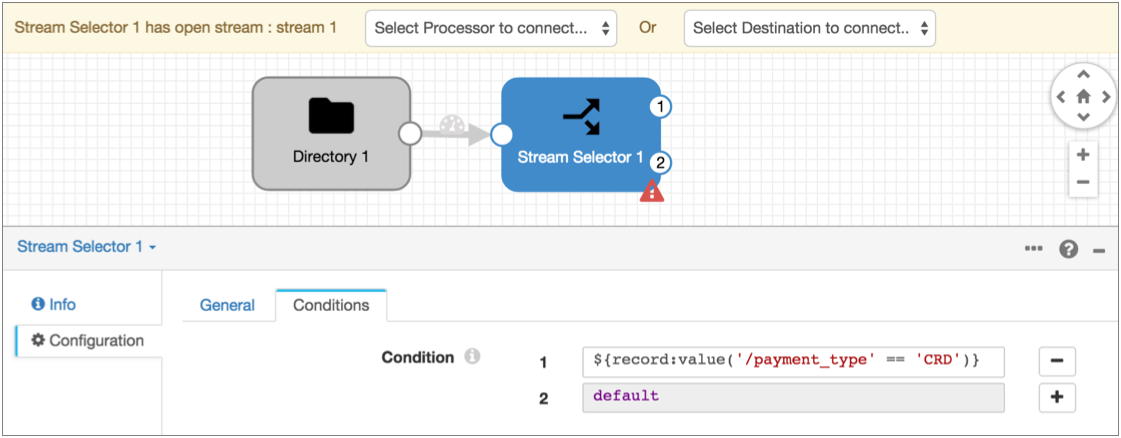 Stream Selector 1 has open stream : stream 1 Select Processor to connect... Or Select Destination to connect..
1
Directory 1 Stream Selector 1 2
Stream Selector 1
Info General Conditions
Configuration
Condition 1 ${record:value('/payment_type' == 'CRD')}
2 default